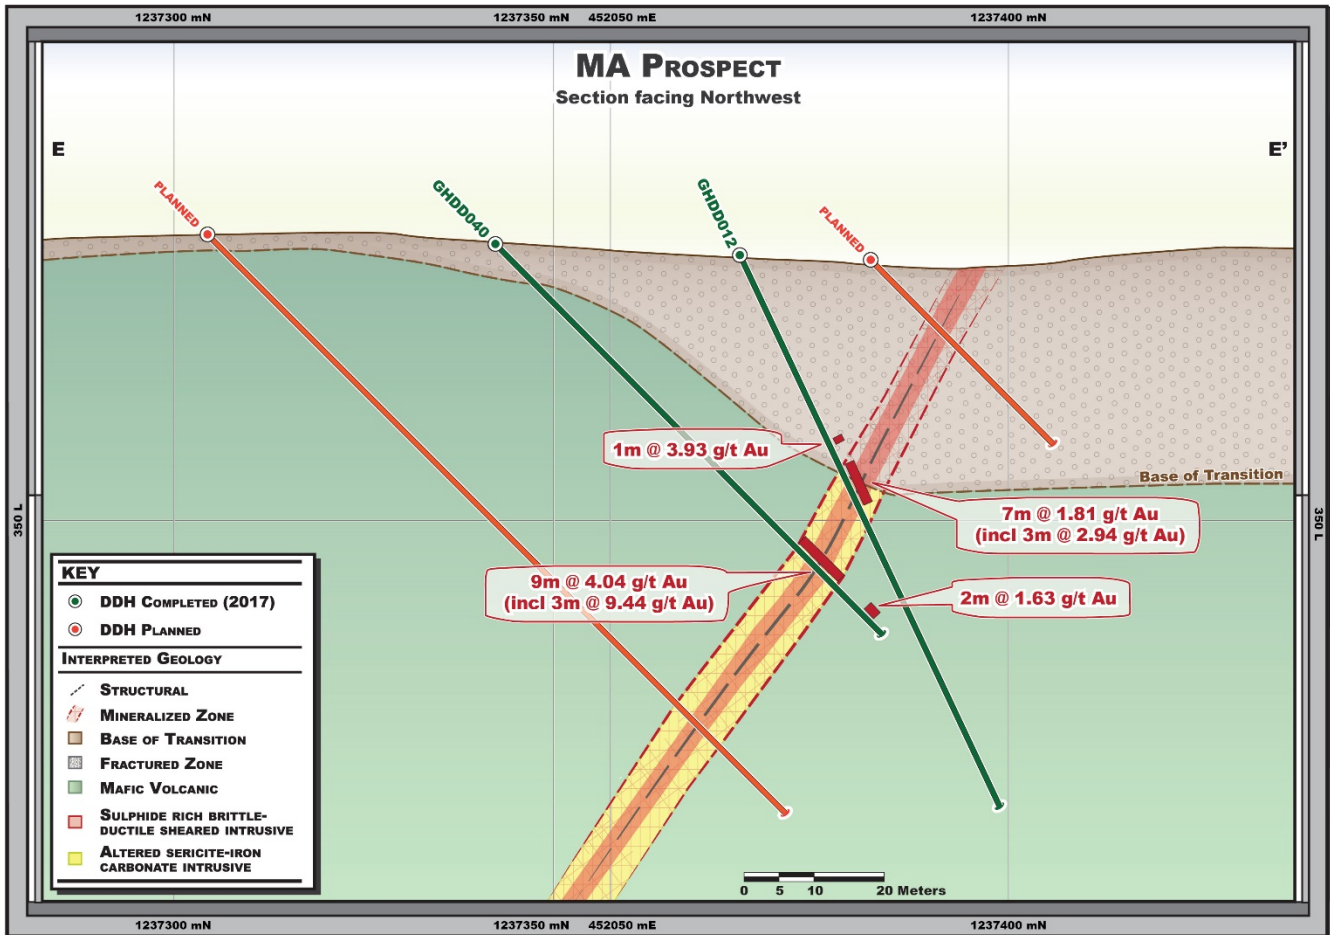 1237300 mN
1237350 mN
452050 mE
1237400 mN
MA Prospect
Section facing Northwest
E
E'
PLANNED
GHDD040
GHDD012
PLANNED
1m @ 3.93 g/t Au
Base of Transition
7m @ 1.81 g/t Au
(incl 3m @ 2.94 g/t Au)
350 L
350 L
9m @ 4.04 g/t Au
(incl 3m @ 9.44 g/t Au)
2m @ 1.63 g/t Au
KEY
DDH Completed (2017)
DDH Planned
Interpreted Geology
Structural
Mineralized Zone
Base of Transition
Fractured Zone
Mafic Volcanic
Sulphide rich brittle-
ductile sheared intrusive
Altered sericite-iron
carbonate intrusive
0 5 10 20 Meters
1237300 mN
1237350 mN
452050 mE
1237400 mN